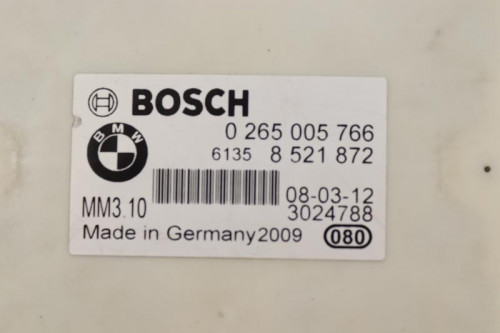 BOSCH
BMW
0 265 005 766
6135 8 521 872
08-03-12
MM3.10 3024788
Made in Germany2009 080